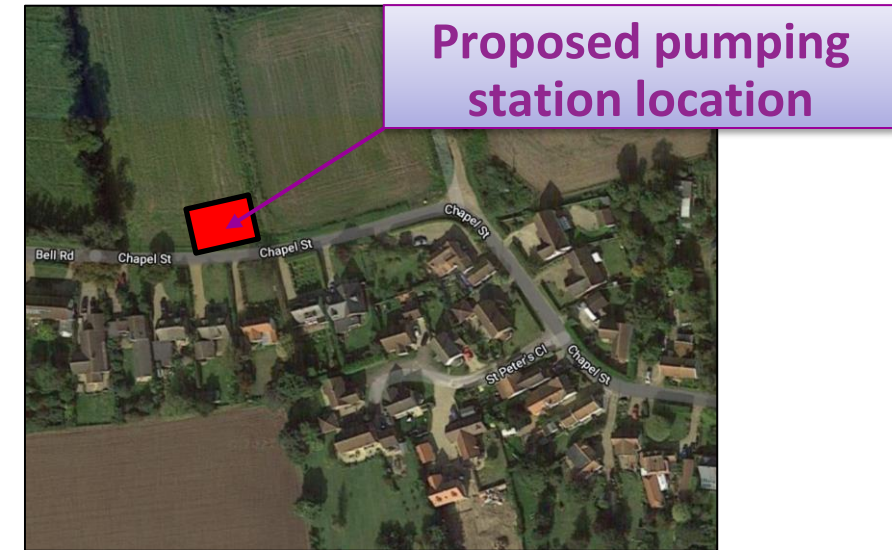 Proposed pumping
station location
Chapel St
Bell Rd
Chapel St
Chapel St
St Peter's Cl
Chapel St